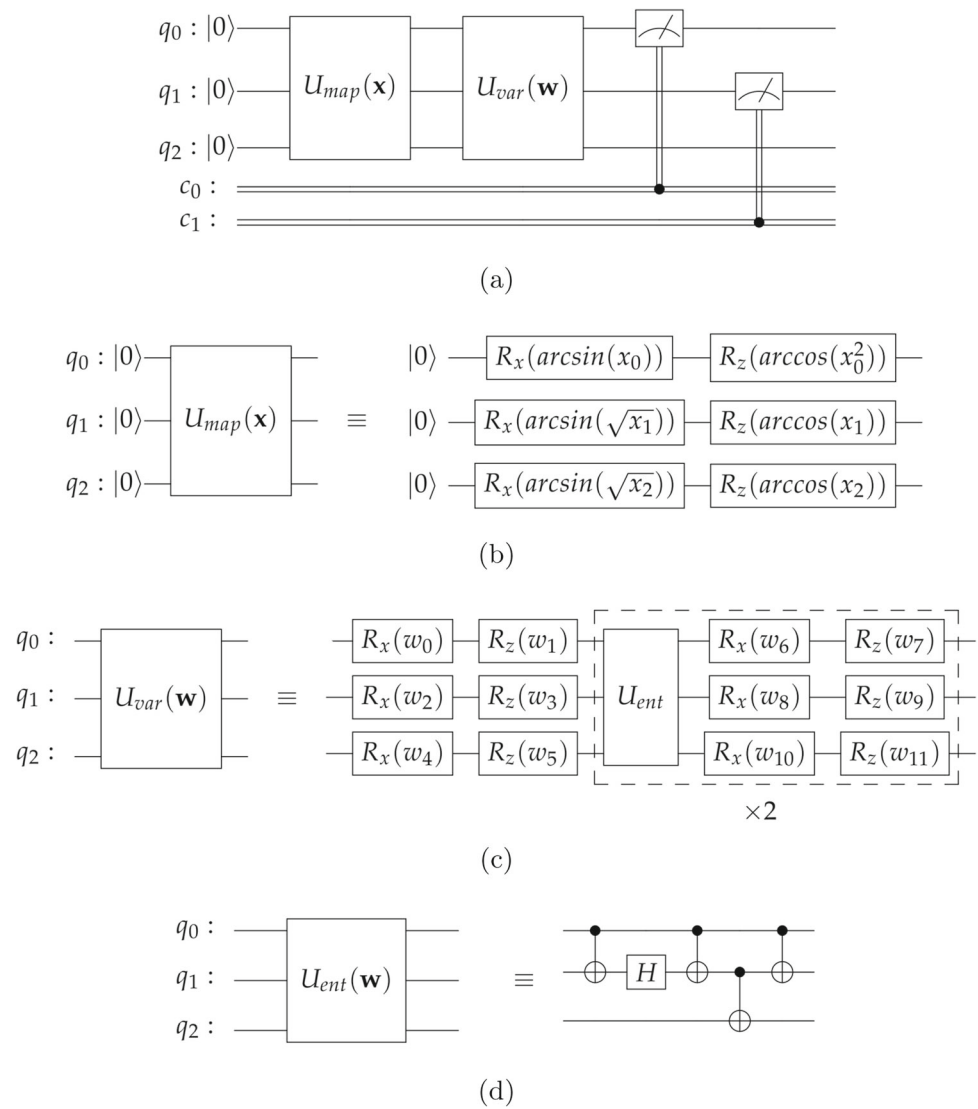 q₀ : |0⟩
U_map(x) U_var(w)
q₁ : |0⟩
q₂ : |0⟩
c₀ :
c₁ :
(a)
q₀ : |0⟩ |0⟩ R_x(arcsin(x₀)) R_z(arccos(x₀²))
q₁ : |0⟩ U_map(x) ≡ |0⟩ R_x(arcsin(√x₁)) R_z(arccos(x₁))
q₂ : |0⟩ |0⟩ R_x(arcsin(√x₂)) R_z(arccos(x₂))
(b)
q₀ : R_x(w₀) R_z(w₁) R_x(w₆) R_z(w₇)
q₁ : U_var(w) ≡ R_x(w₂) R_z(w₃) U_ent R_x(w₈) R_z(w₉)
q₂ : R_x(w₄) R_z(w₅) R_x(w₁₀) R_z(w₁₁)
×2
(c)
q₀ :
q₁ : U_ent(w) ≡ H
q₂ :
(d)